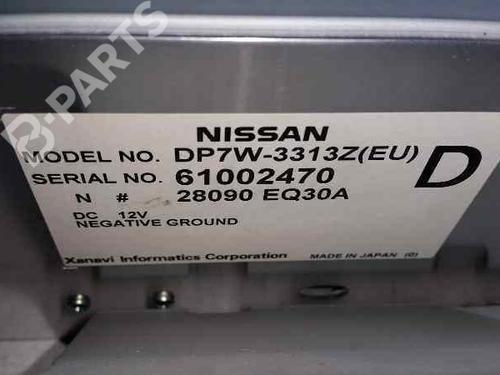 B-PARTS
NISSAN
MODEL NO. DP7W-3313Z(EU)
SERIAL NO. 61002470
N # 28090 EQ30A
D
DC 12V
NEGATIVE GROUND
Xanavi Informatics Corporation MADE IN JAPAN (0)